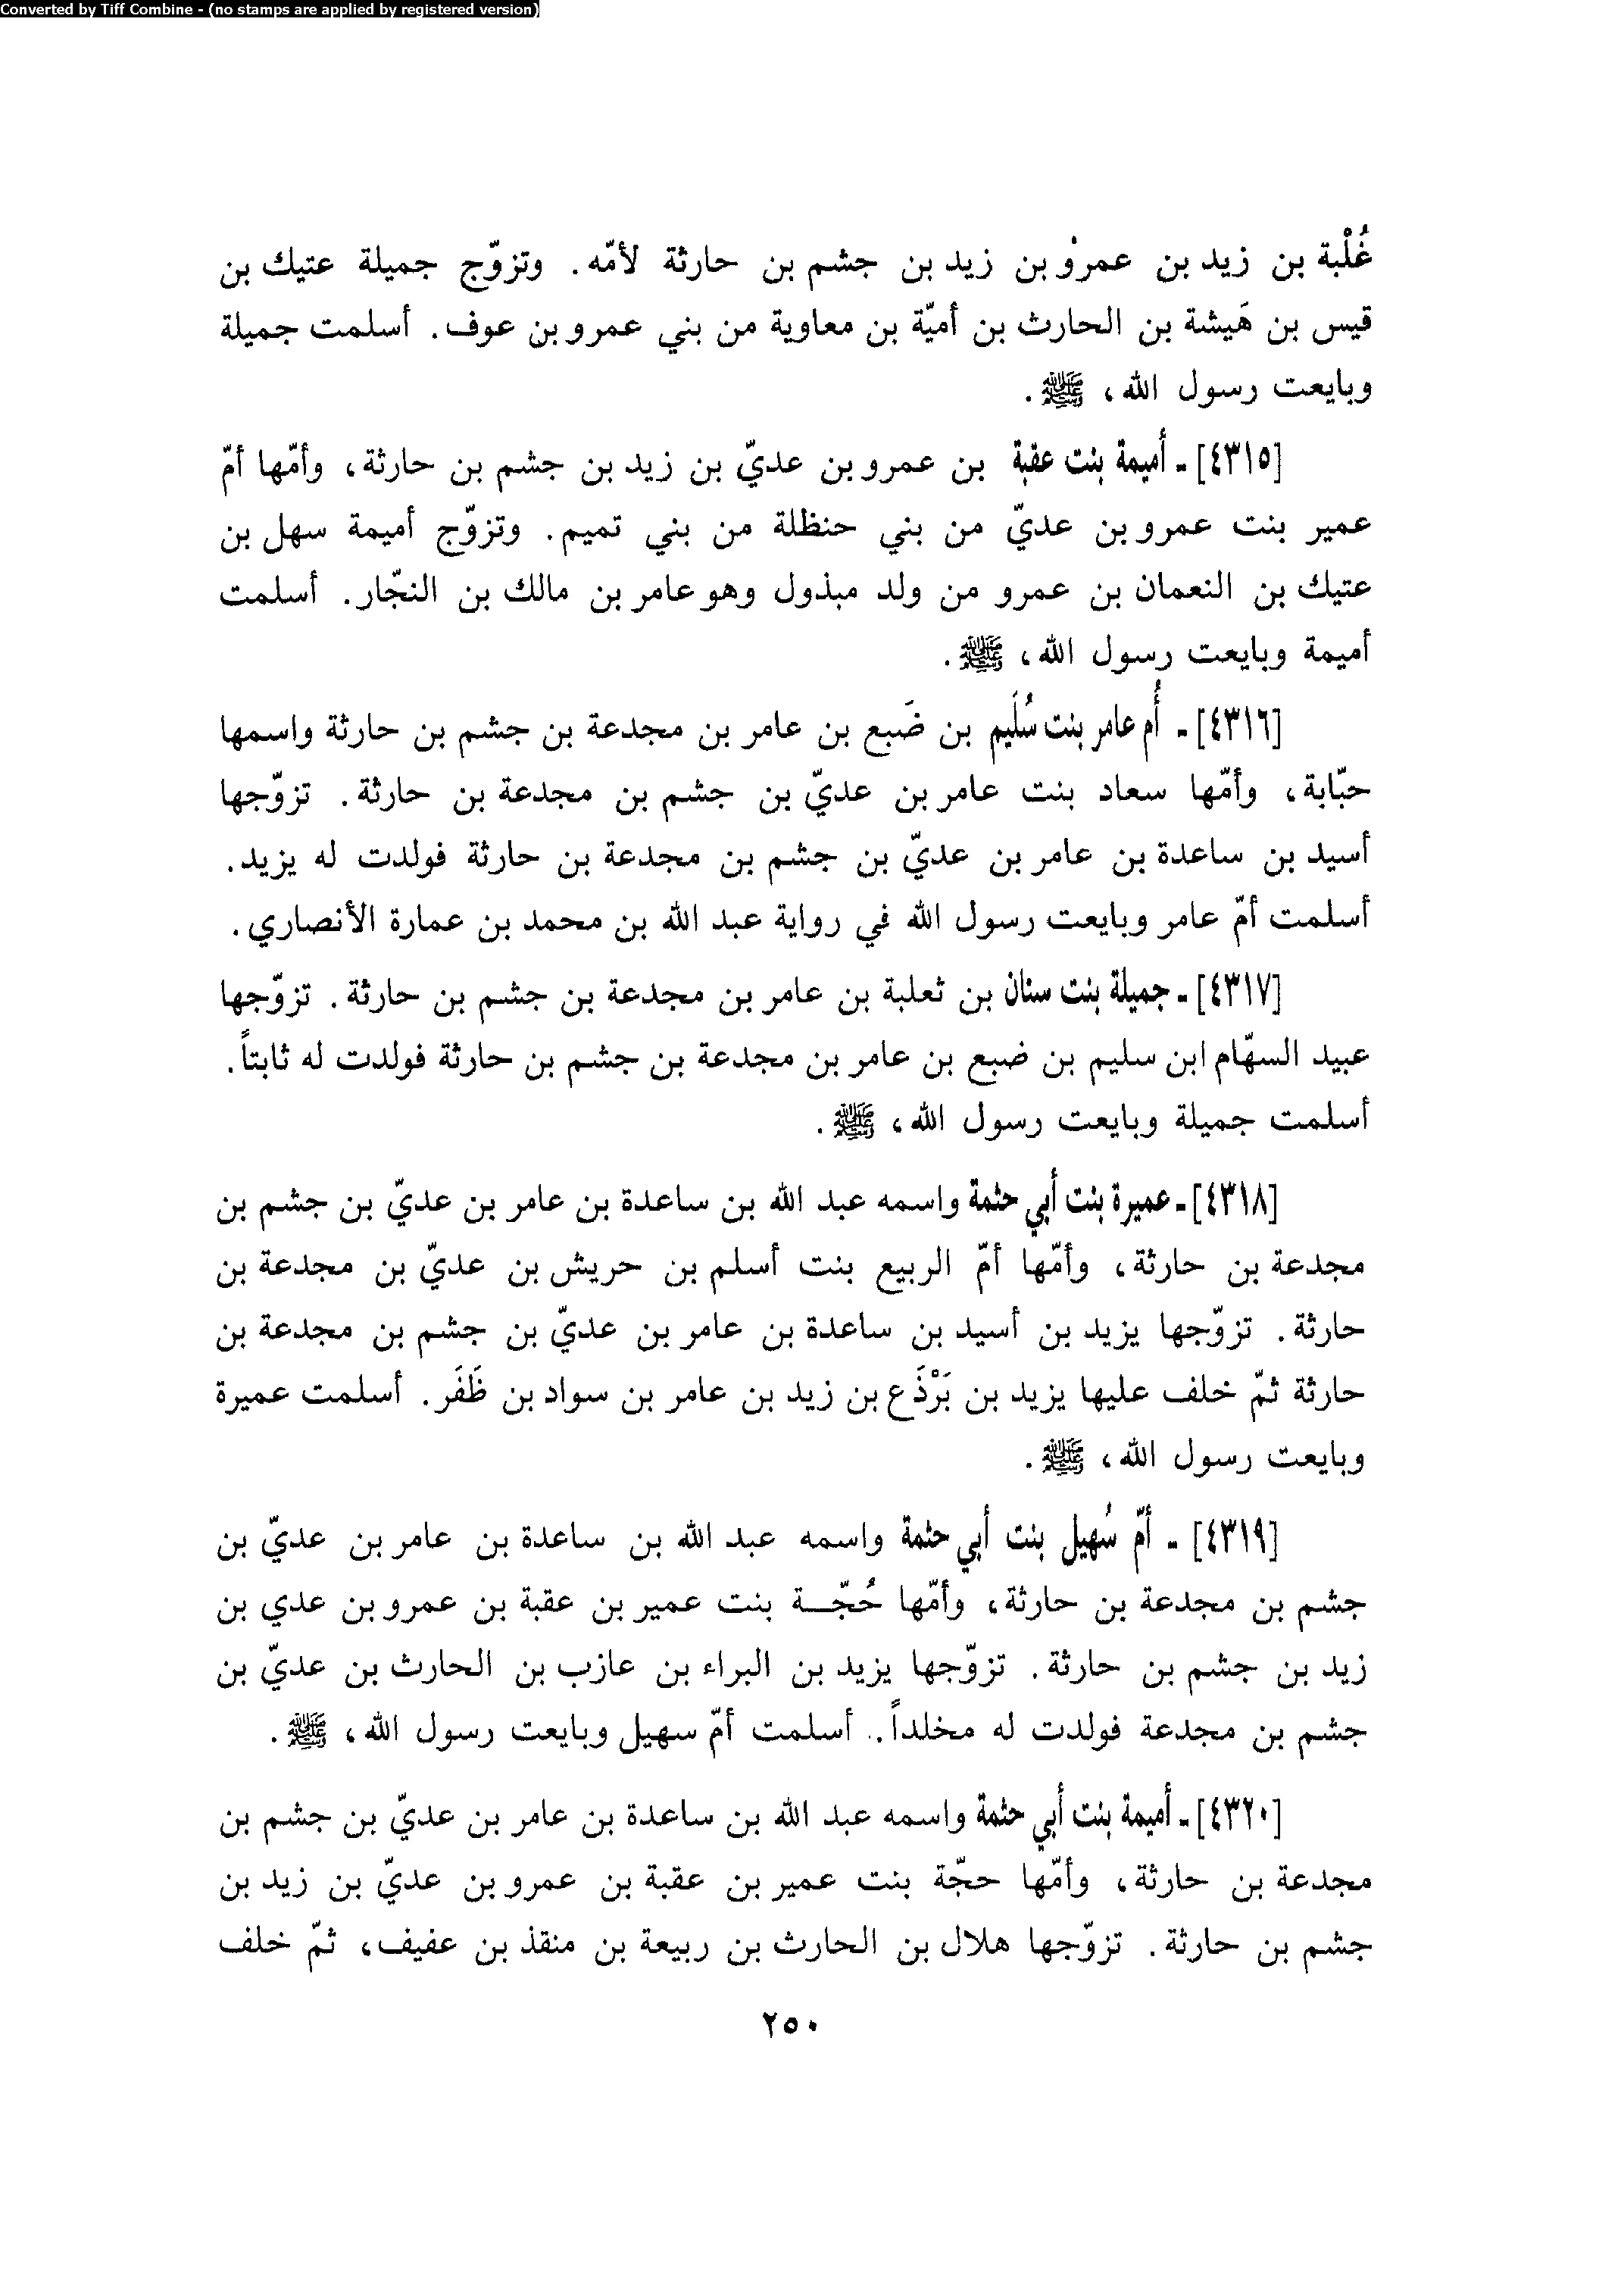 Converted by Tiff Combine - (no stamps are applied by registered version)
غُلْبة بن زيد بن عمرو بن زيد بن جشم بن حارثة لأمّه. وتزوّج جميلة عتيك بن
قيس بن هَيشة بن الحارث بن أميّة بن معاوية من بني عمرو بن عوف. أسلمت جميلة
وبايعت رسول الله، ﷺ.
[٤٣١٥] - أميمة بنت عقبة بن عمرو بن عديّ بن زيد بن جشم بن حارثة، وأمّها أمّ
عمير بنت عمرو بن عديّ من بني حنظلة من بني تميم. وتزوّج أميمة سهل بن
عتيك بن النعمان بن عمرو من ولد مبذول وهو عامر بن مالك بن النجّار. أسلمت
أميمة وبايعت رسول الله، ﷺ.
[٤٣١٦] - أُم عامر بنت سُلَيم بن ضَبع بن عامر بن مجدعة بن جشم بن حارثة واسمها
حبّابة، وأمّها سعاد بنت عامر بن عديّ بن جشم بن مجدعة بن حارثة. تزوّجها
أسيد بن ساعدة بن عامر بن عديّ بن جشم بن مجدعة بن حارثة فولدت له يزيد.
أسلمت أمّ عامر وبايعت رسول الله في رواية عبد الله بن محمد بن عمارة الأنصاري.
[٤٣١٧] - جميلة بنت سنان بن ثعلبة بن عامر بن مجدعة بن جشم بن حارثة. تزوّجها
عبيد السهّام ابن سليم بن ضبع بن عامر بن مجدعة بن جشم بن حارثة فولدت له ثابتاً.
أسلمت جميلة وبايعت رسول الله، ﷺ.
[٤٣١٨] - عميرة بنت أبي حثمة واسمه عبد الله بن ساعدة بن عامر بن عديّ بن جشم بن
مجدعة بن حارثة، وأمّها أمّ الربيع بنت أسلم بن حريش بن عديّ بن مجدعة بن
حارثة. تزوّجها يزيد بن أسيد بن ساعدة بن عامر بن عديّ بن جشم بن مجدعة بن
حارثة ثمّ خلف عليها يزيد بن بَرْذَع بن زيد بن عامر بن سواد بن ظَفَر. أسلمت عميرة
وبايعت رسول الله، ﷺ.
[٤٣١٩] - أمّ سُهيل بنت أبي حثمة واسمه عبد الله بن ساعدة بن عامر بن عديّ بن
جشم بن مجدعة بن حارثة، وأمّها حُجّـــة بنت عمير بن عقبة بن عمرو بن عدي بن
زيد بن جشم بن حارثة. تزوّجها يزيد بن البراء بن عازب بن الحارث بن عديّ بن
جشم بن مجدعة فولدت له مخلداً. أسلمت أمّ سهيل وبايعت رسول الله، ﷺ.
[٤٣٢٠] - أميمة بنت أبي حثمة واسمه عبد الله بن ساعدة بن عامر بن عديّ بن جشم بن
مجدعة بن حارثة، وأمّها حجّة بنت عمير بن عقبة بن عمرو بن عديّ بن زيد بن
جشم بن حارثة. تزوّجها هلال بن الحارث بن ربيعة بن منقذ بن عفيف، ثمّ خلف
٢٥٠